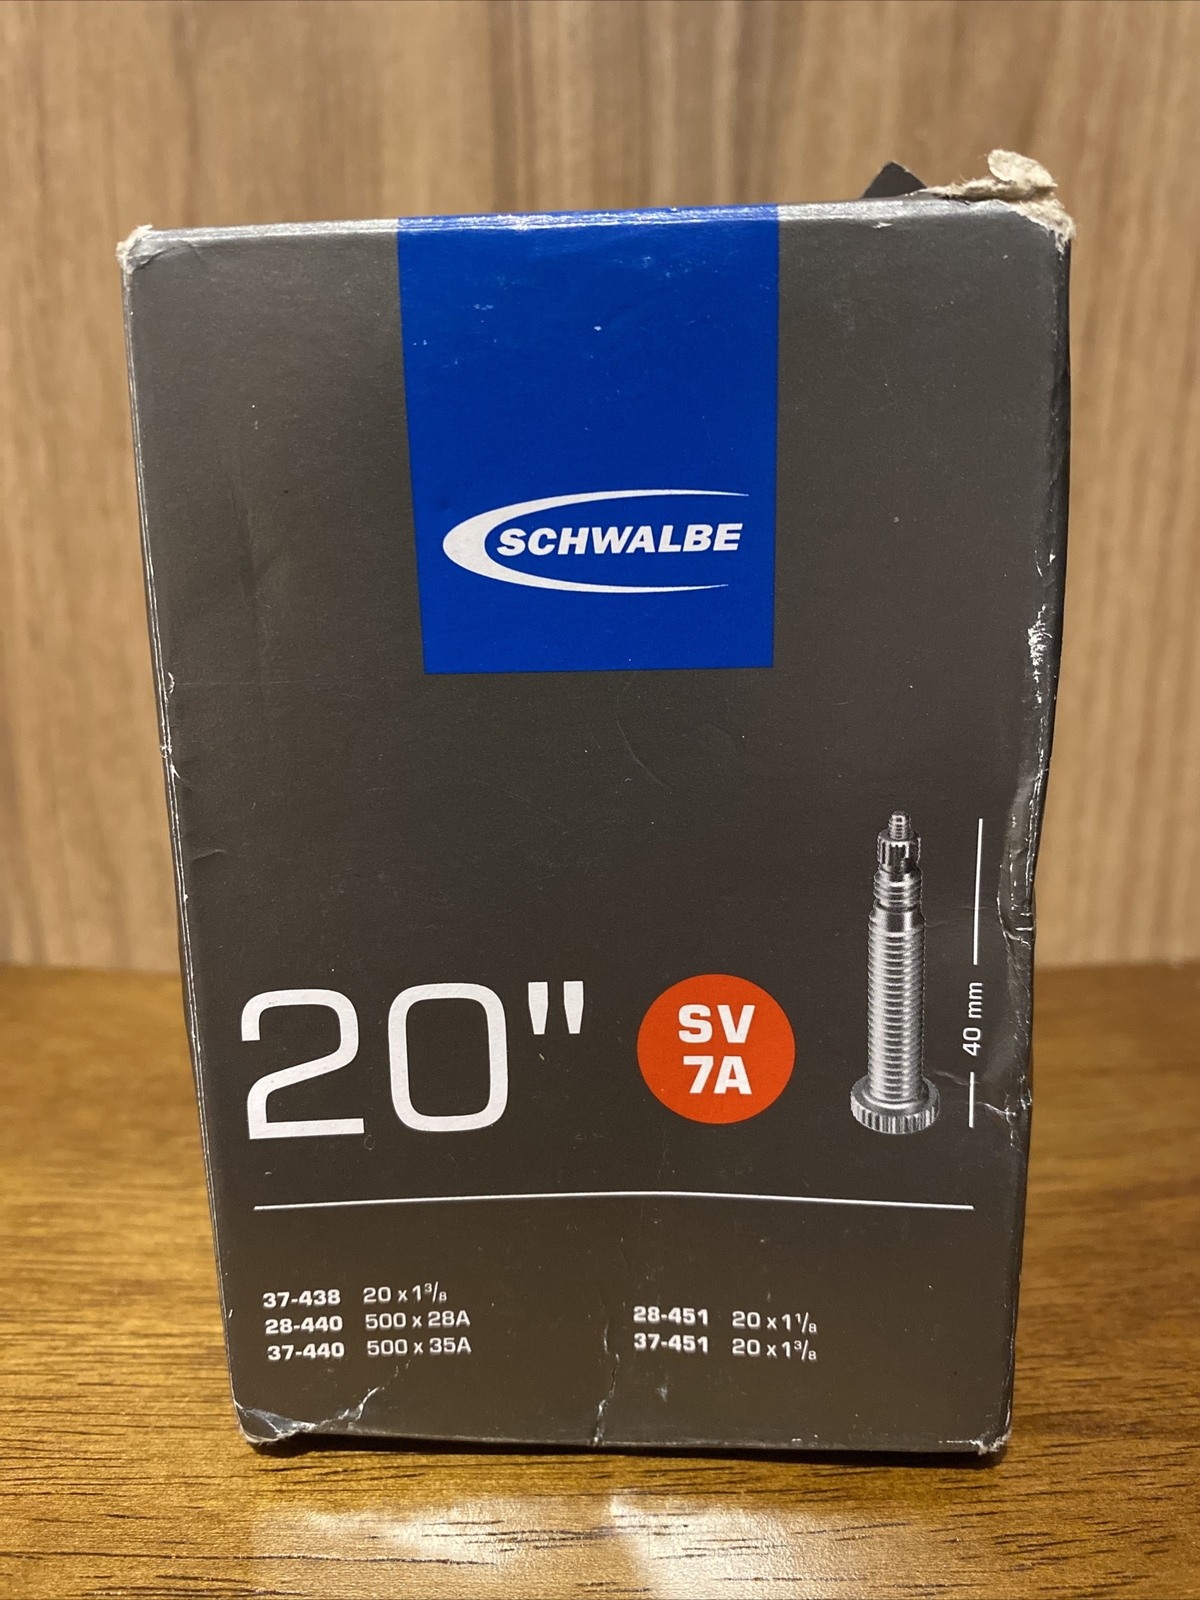 SCHWALBE
20"
SV
7A
40 mm
37-438 20 x 1³/₈
28-440 500 x 28A
37-440 500 x 35A
28-451 20 x 1¹/₈
37-451 20 x 1³/₈